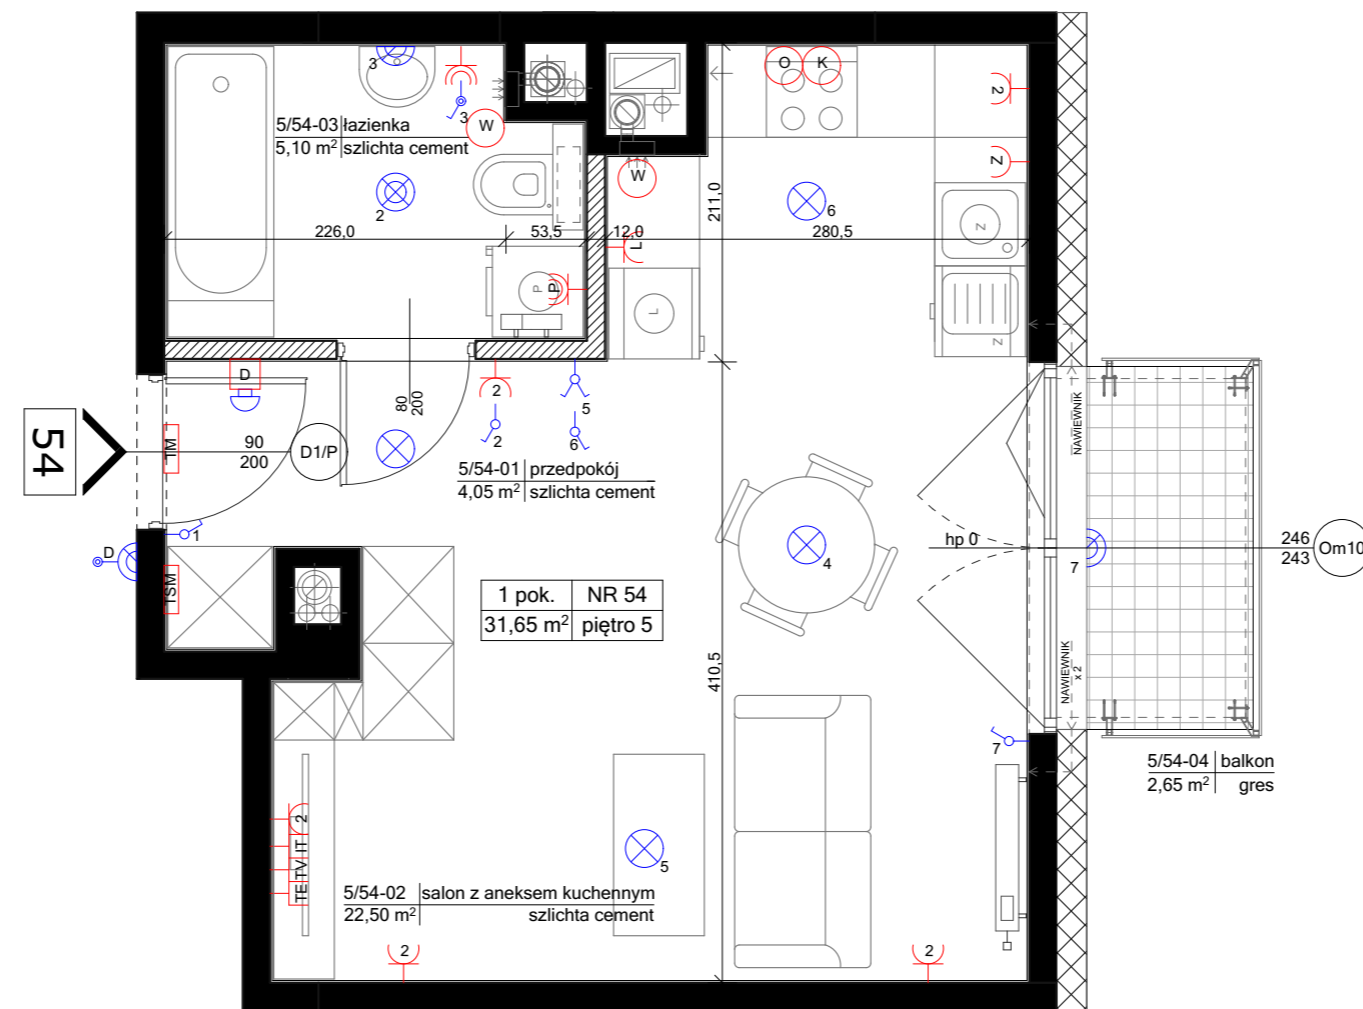 3
3
W
5/54-03 łazienka
5,10 m² szlichta cement
2
226,0
53,5
12,0
280,5
211,0
W
L
L
P
P
O
K
2
Z
Z
Z
6
D
80
200
2
2
5
6
54
TM
90
200
D1/P
5/54-01 przedpokój
4,05 m² szlichta cement
1
D
TSM
1 pok. NR 54
31,65 m² piętro 5
4
410,5
hp 0
NAWIEWNIK
NAWIEWNIK
x 2
7
246
243
Om10
7
5/54-04 balkon
2,65 m² gres
2
IT
TV
TE
5
5/54-02 salon z aneksem kuchennym
22,50 m² szlichta cement
2
2